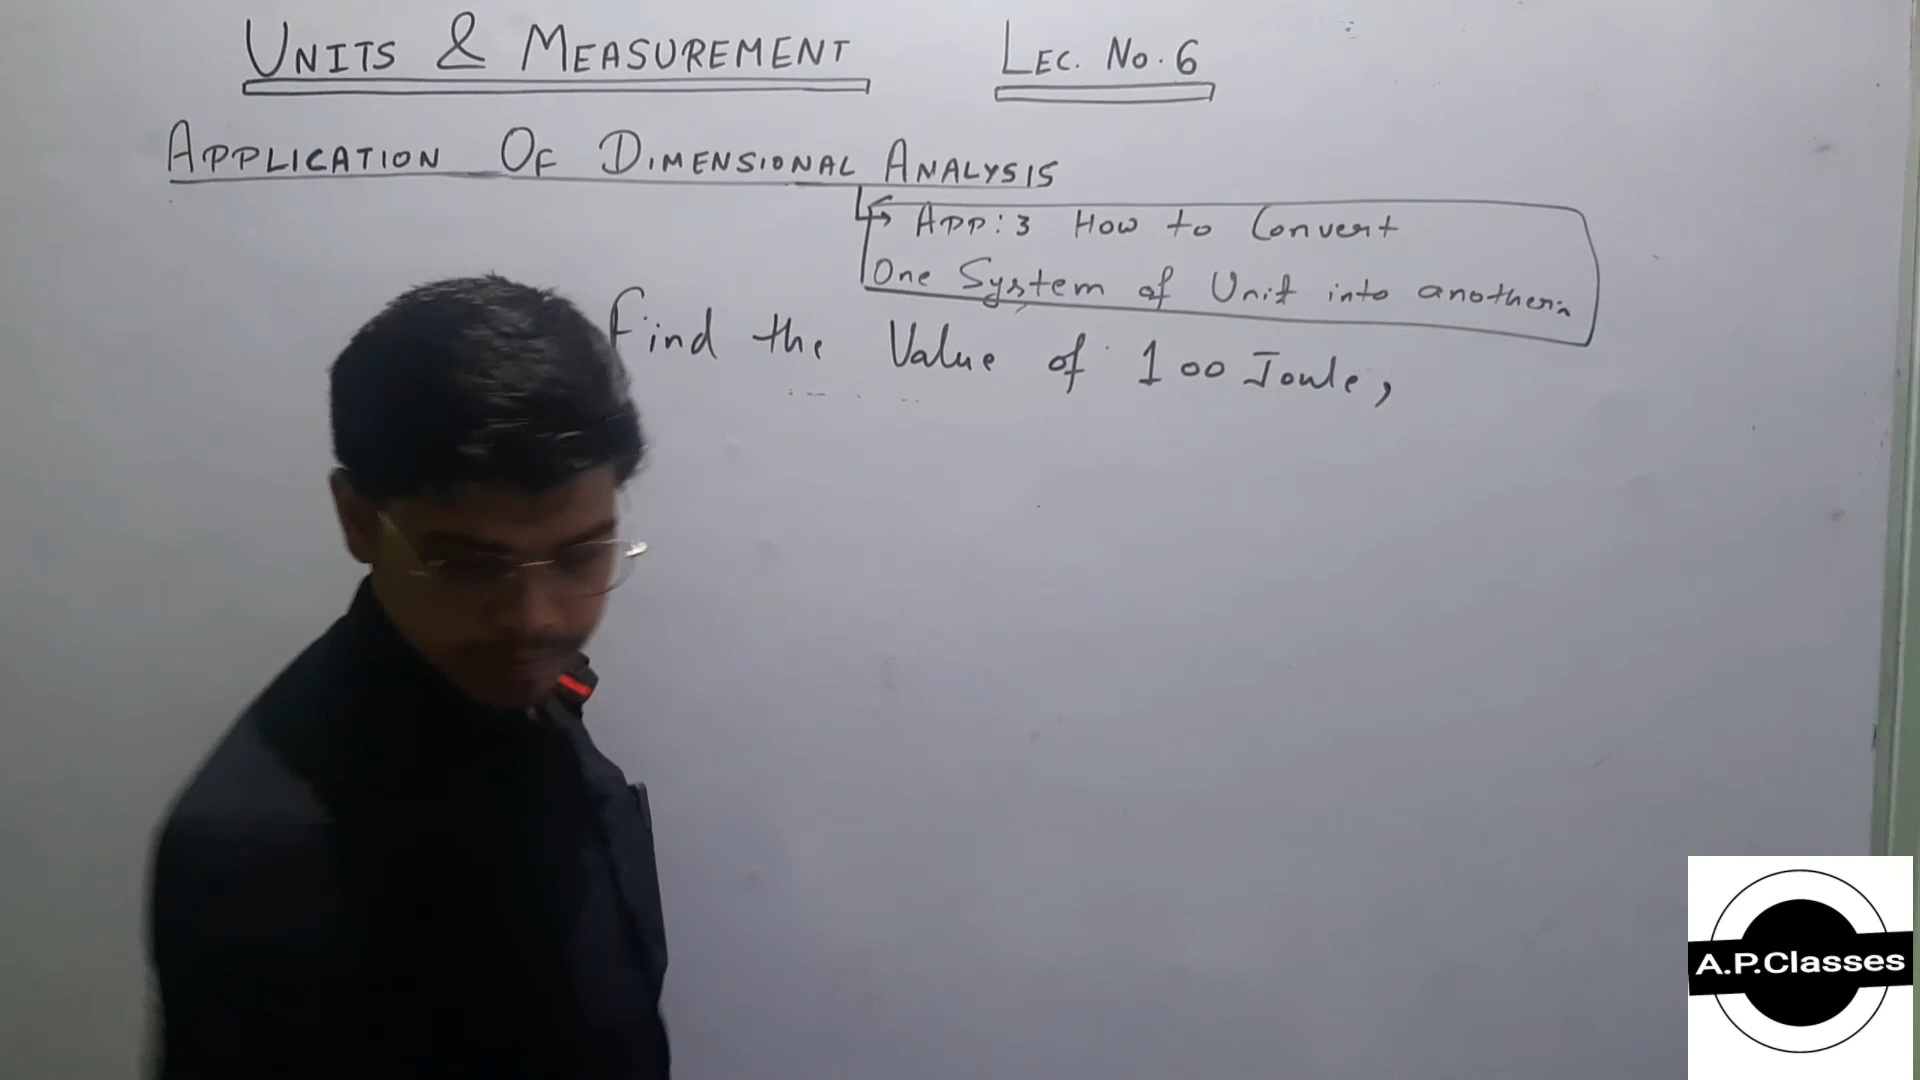 UNITS & MEASUREMENT LEC. No. 6
APPLICATION OF DIMENSIONAL ANALYSIS
APP: 3 How to Convert
One System of Unit into another:
Find the Value of 100 Joule,
A.P.Classes